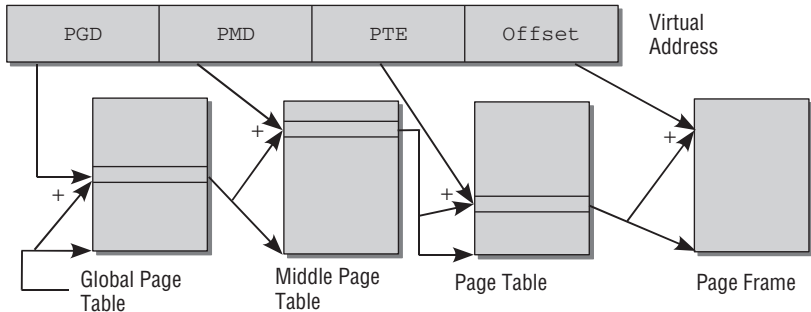 PGD PMD PTE Offset
Virtual
Address
+
+
+
+
Global Page
Table
Middle Page
Table
Page Table
Page Frame